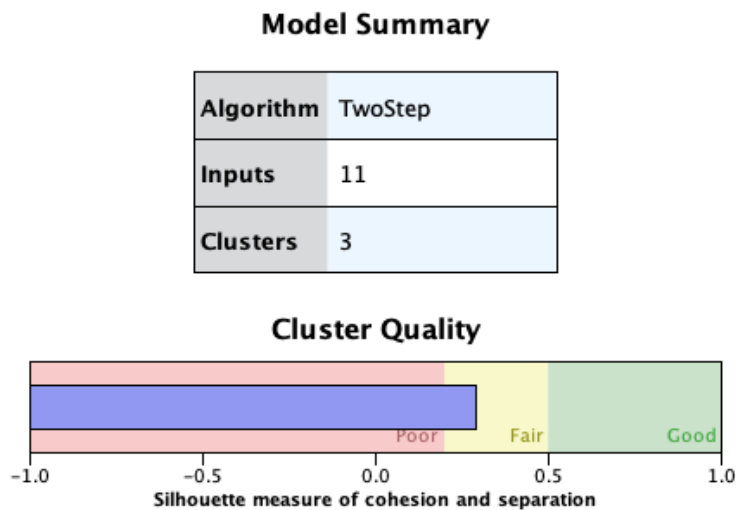 Model Summary
Algorithm TwoStep
Inputs 11
Clusters 3
Cluster Quality
Poor Fair Good
-1.0 -0.5 0.0 0.5 1.0
Silhouette measure of cohesion and separation